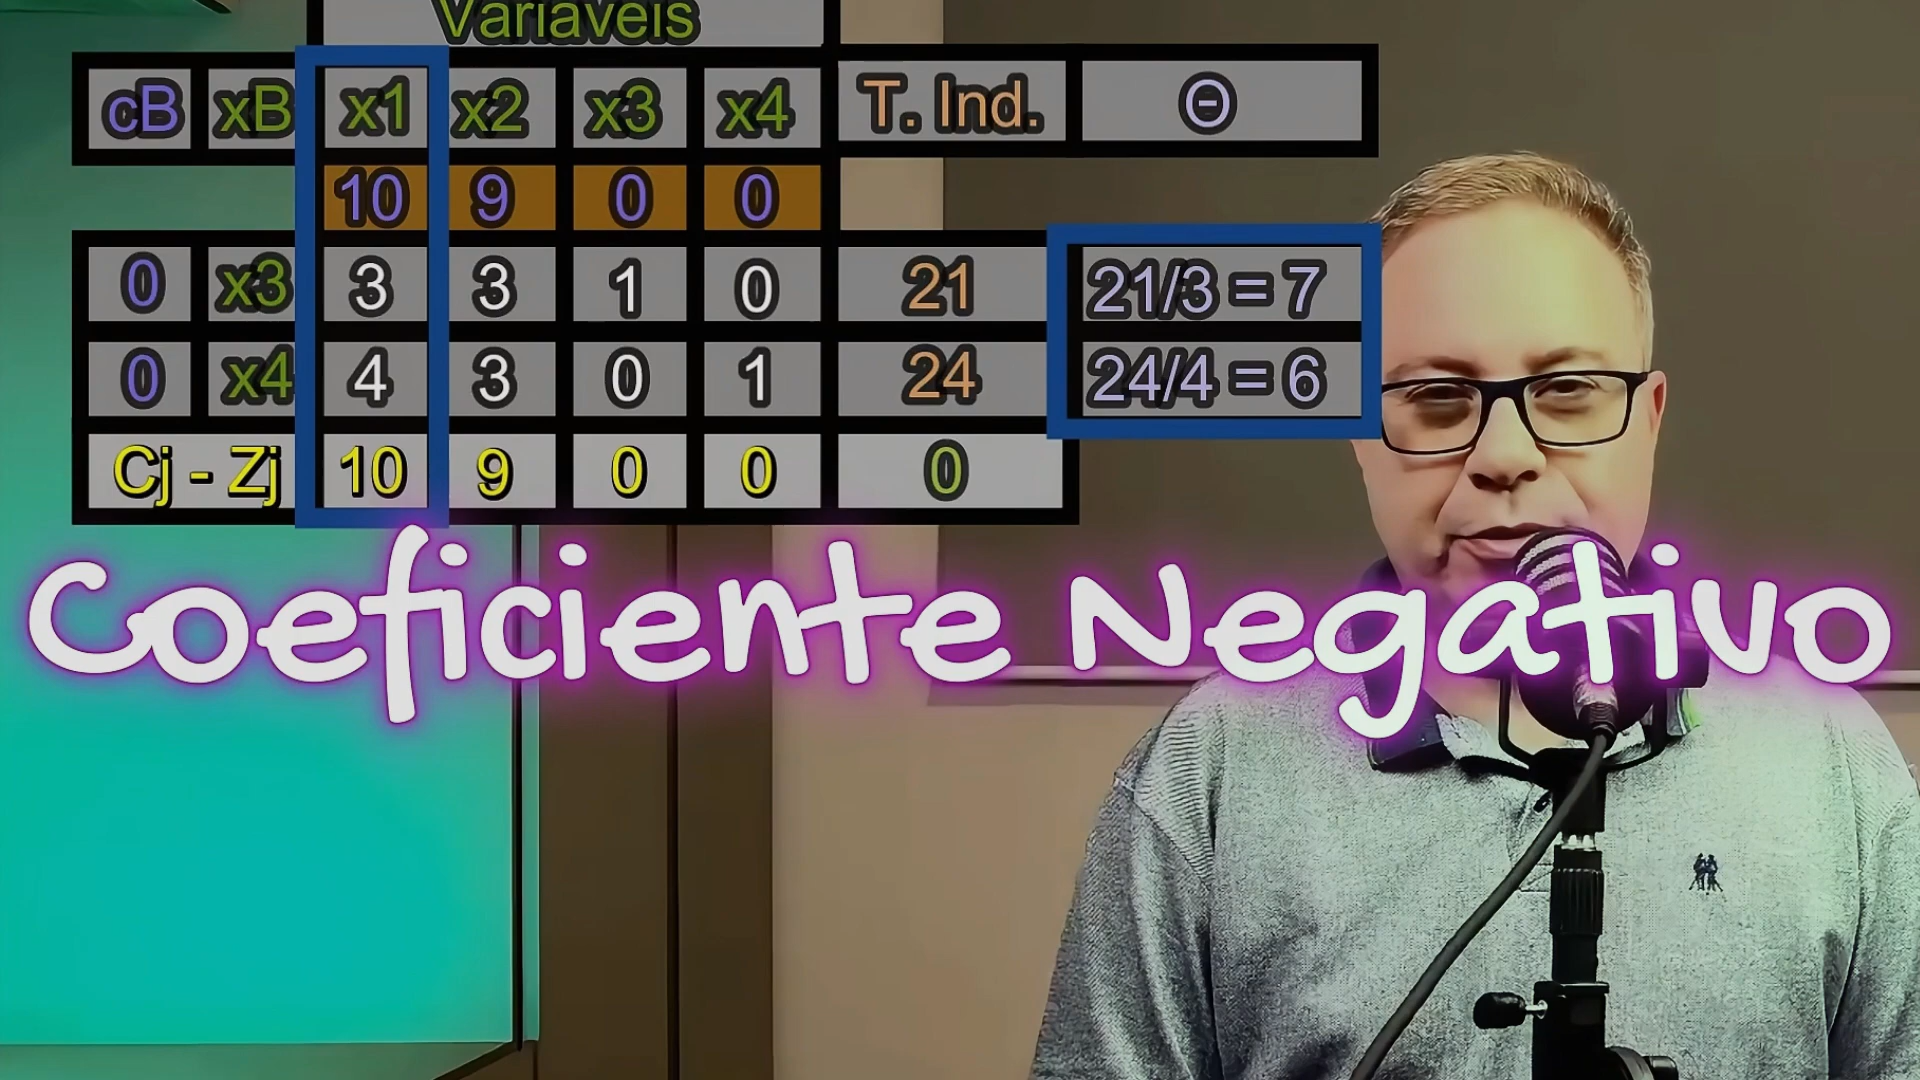 Variáveis
cB xB x1 x2 x3 x4 T. Ind. Θ
10 9 0 0
0 x3 3 3 1 0 21 21/3 = 7
0 x4 4 3 0 1 24 24/4 = 6
Cj - Zj 10 9 0 0 0
Coeficiente Negativo